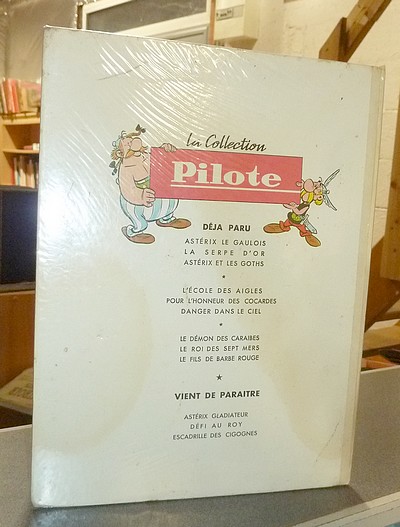 La Collection
Pilote
DÉJA PARU
ASTÉRIX LE GAULOIS
LA SERPE D'OR
ASTÉRIX ET LES GOTHS
*
L'ÉCOLE DES AIGLES
POUR L'HONNEUR DES COCARDES
DANGER DANS LE CIEL
*
LE DÉMON DES CARAIBES
LE ROI DES SEPT MERS
LE FILS DE BARBE ROUGE
★
VIENT DE PARAITRE
ASTÉRIX GLADIATEUR
DÉFI AU ROY
ESCADRILLE DES CIGOGNES